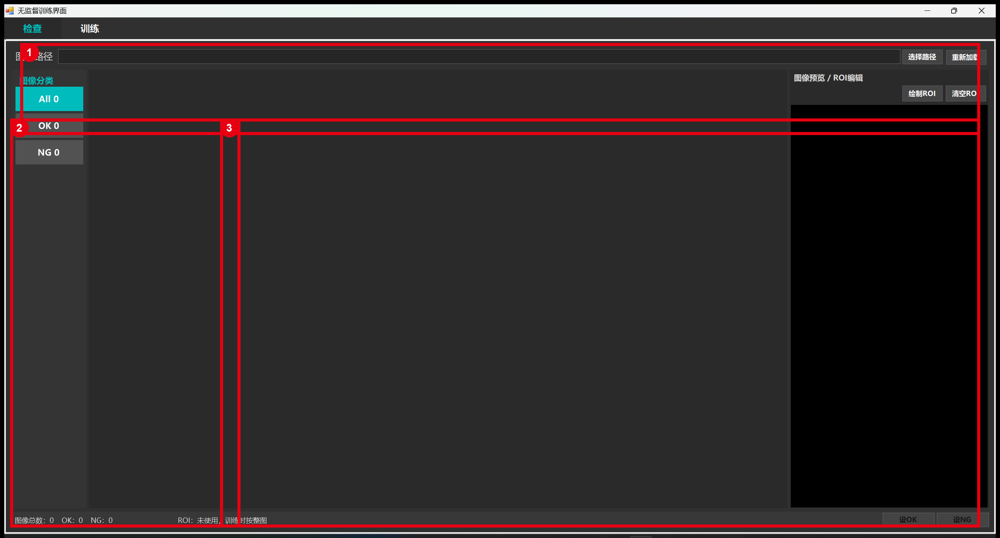 无监督训练界面
检查 训练
1
路径
选择路径 重新加载
图像分类
图像预览 / ROI编辑
All 0
绘制ROI 清空RO
2 OK 0 3
NG 0
图像总数：0 OK：0 NG：0 ROI：未使用，训练时按整图 设OK 设NG